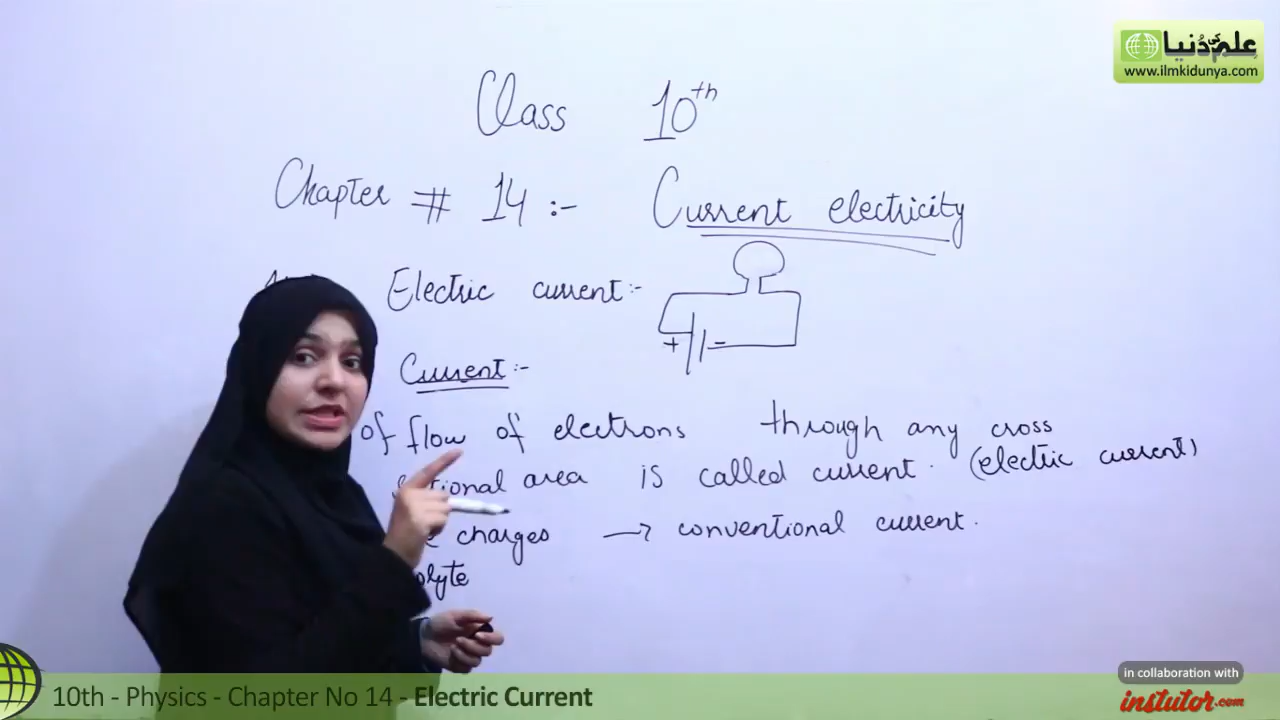 علم کی دُنیا
www.ilmkidunya.com
Class 10th
Chapter # 14 :- Current electricity
Electric current :-
+ -
Current :-
of flow of electrons through any cross
area is called current. (electric current)
charges → conventional current.
in collaboration with
instutor.com
10th - Physics - Chapter No 14 - Electric Current